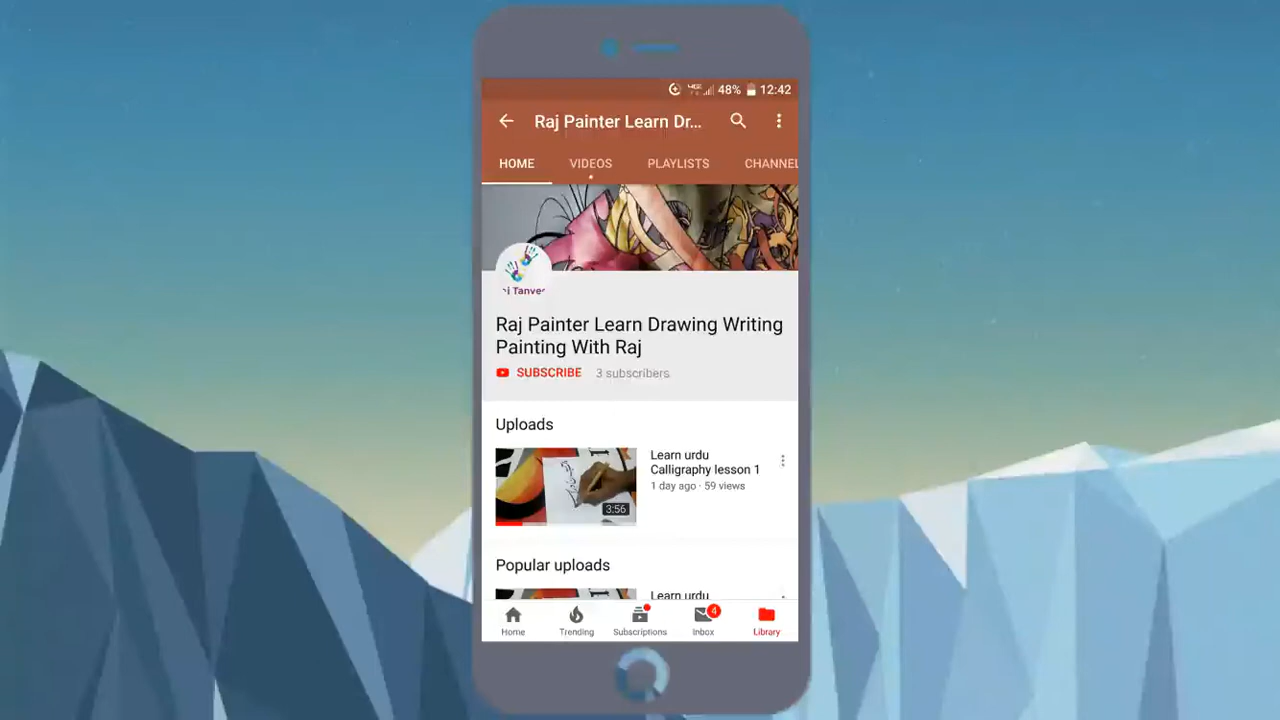 48% 12:42
Raj Painter Learn Dr...
HOME VIDEOS PLAYLISTS CHANNEL
Raj Painter Learn Drawing Writing
Painting With Raj
SUBSCRIBE 3 subscribers
Uploads
Learn urdu
Calligraphy lesson 1
1 day ago · 59 views
3:56
Popular uploads
Learn urdu
4
Home Trending Subscriptions Inbox Library